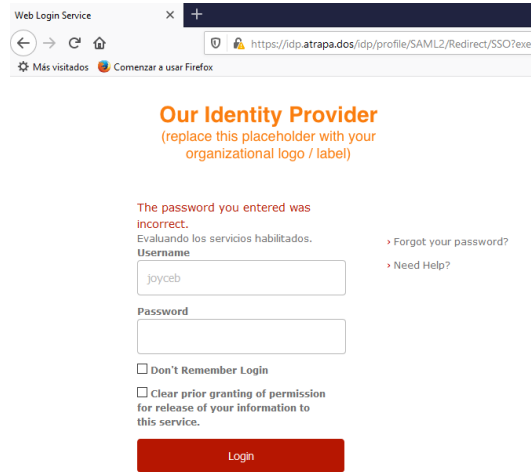 Web Login Service
https://idp.atrapa.dos/idp/profile/SAML2/Redirect/SSO?exe
Más visitados Comenzar a usar Firefox
Our Identity Provider
(replace this placeholder with your
organizational logo / label)
The password you entered was
incorrect.
Evaluando los servicios habilitados.
Username
joyceb
Password
Don't Remember Login
Clear prior granting of permission
for release of your information to
this service.
Login
› Forgot your password?
› Need Help?